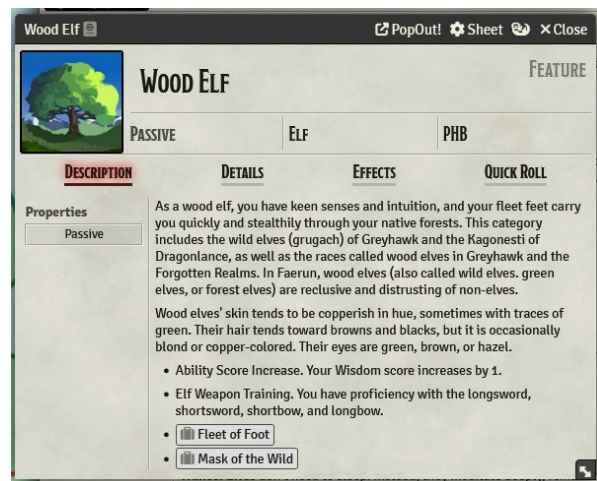 Wood Elf
PopOut! Sheet Close
WOOD ELF
FEATURE
PASSIVE ELF PHB
DESCRIPTION DETAILS EFFECTS QUICK ROLL
Properties
Passive
As a wood elf, you have keen senses and intuition, and your fleet feet carry
you quickly and stealthily through your native forests. This category
includes the wild elves (grugach) of Greyhawk and the Kagonesti of
Dragonlance, as well as the races called wood elves in Greyhawk and the
Forgotten Realms. In Faerun, wood elves (also called wild elves. green
elves, or forest elves) are reclusive and distrusting of non-elves.
Wood elves' skin tends to be copperish in hue, sometimes with traces of
green. Their hair tends toward browns and blacks, but it is occasionally
blond or copper-colored. Their eyes are green, brown, or hazel.
• Ability Score Increase. Your Wisdom score increases by 1.
• Elf Weapon Training. You have proficiency with the longsword,
shortsword, shortbow, and longbow.
• Fleet of Foot
• Mask of the Wild